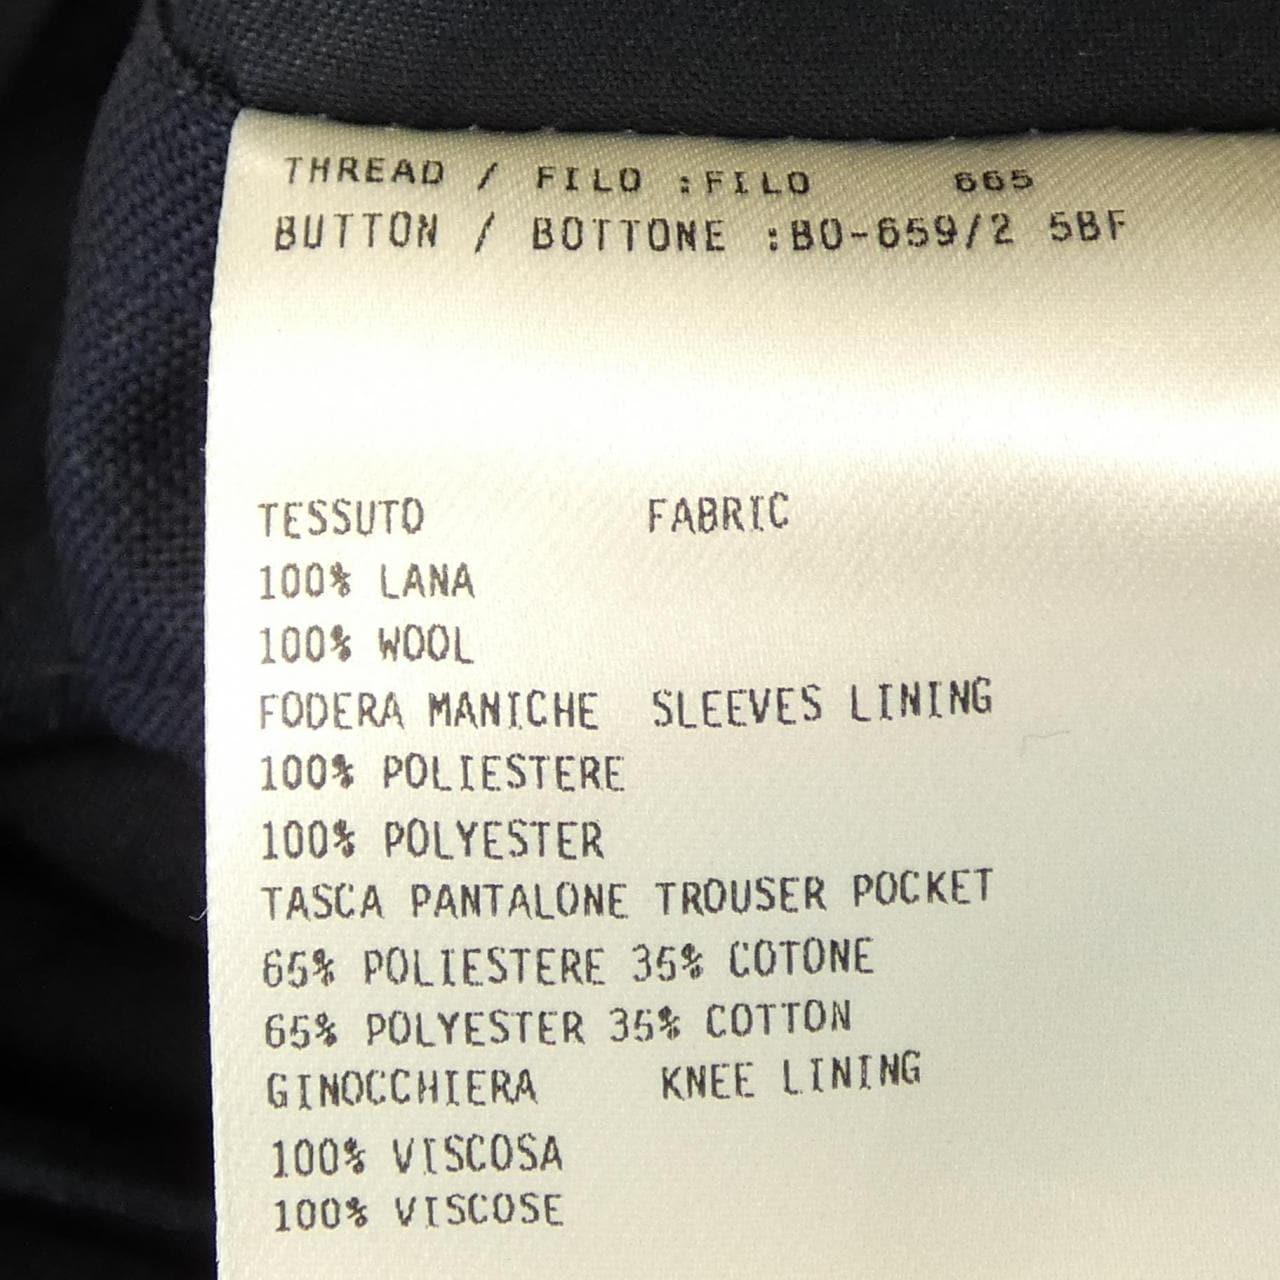 THREAD / FILO :FILO 665
BUTTON / BOTTONE :BO-659/2 5BF
TESSUTO FABRIC
100% LANA
100% WOOL
FODERA MANICHE SLEEVES LINING
100% POLIESTERE
100% POLYESTER
TASCA PANTALONE TROUSER POCKET
65% POLIESTERE 35% COTONE
65% POLYESTER 35% COTTON
GINOCCHIERA KNEE LINING
100% VISCOSA
100% VISCOSE